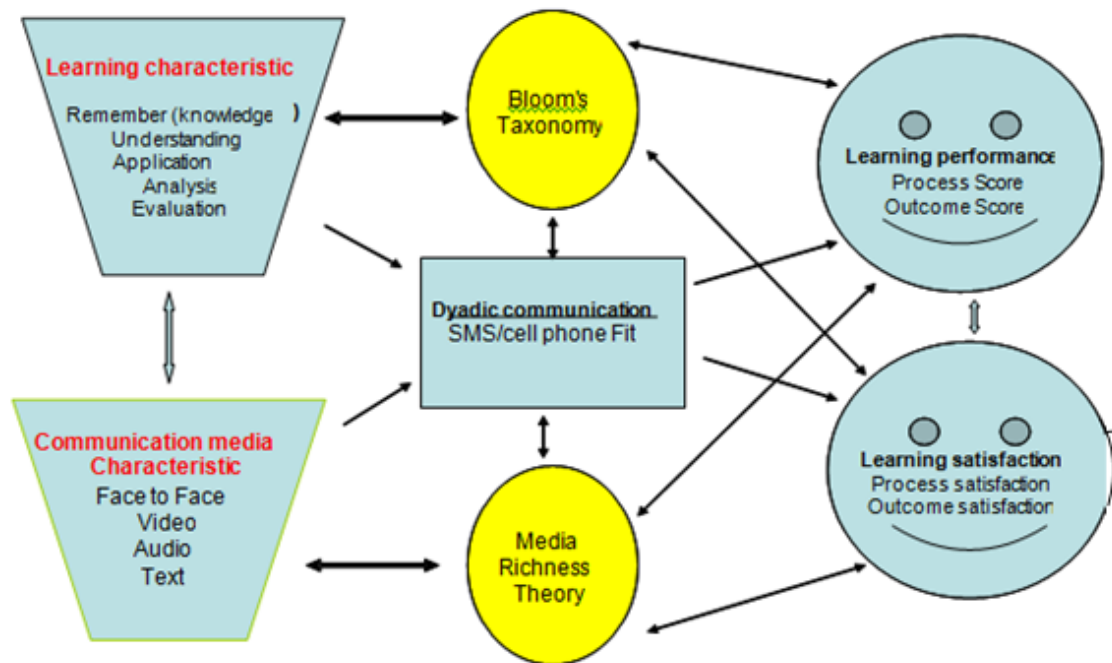 Learning characteristic
Remember (knowledge )
Understanding
Application
Analysis
Evaluation
Bloom's
Taxonomy
Learning performance
Process Score
Outcome Score
Dyadic communication
SMS/cell phone Fit
Communication media
Characteristic
Face to Face
Video
Audio
Text
Media
Richness
Theory
Learning satisfaction
Process satisfaction
Outcome satisfaction